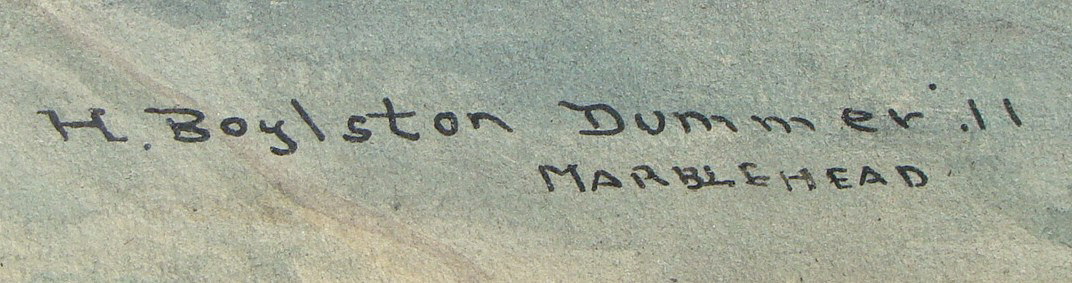 H. Boylston Dummer '.11
MARBLEHEAD